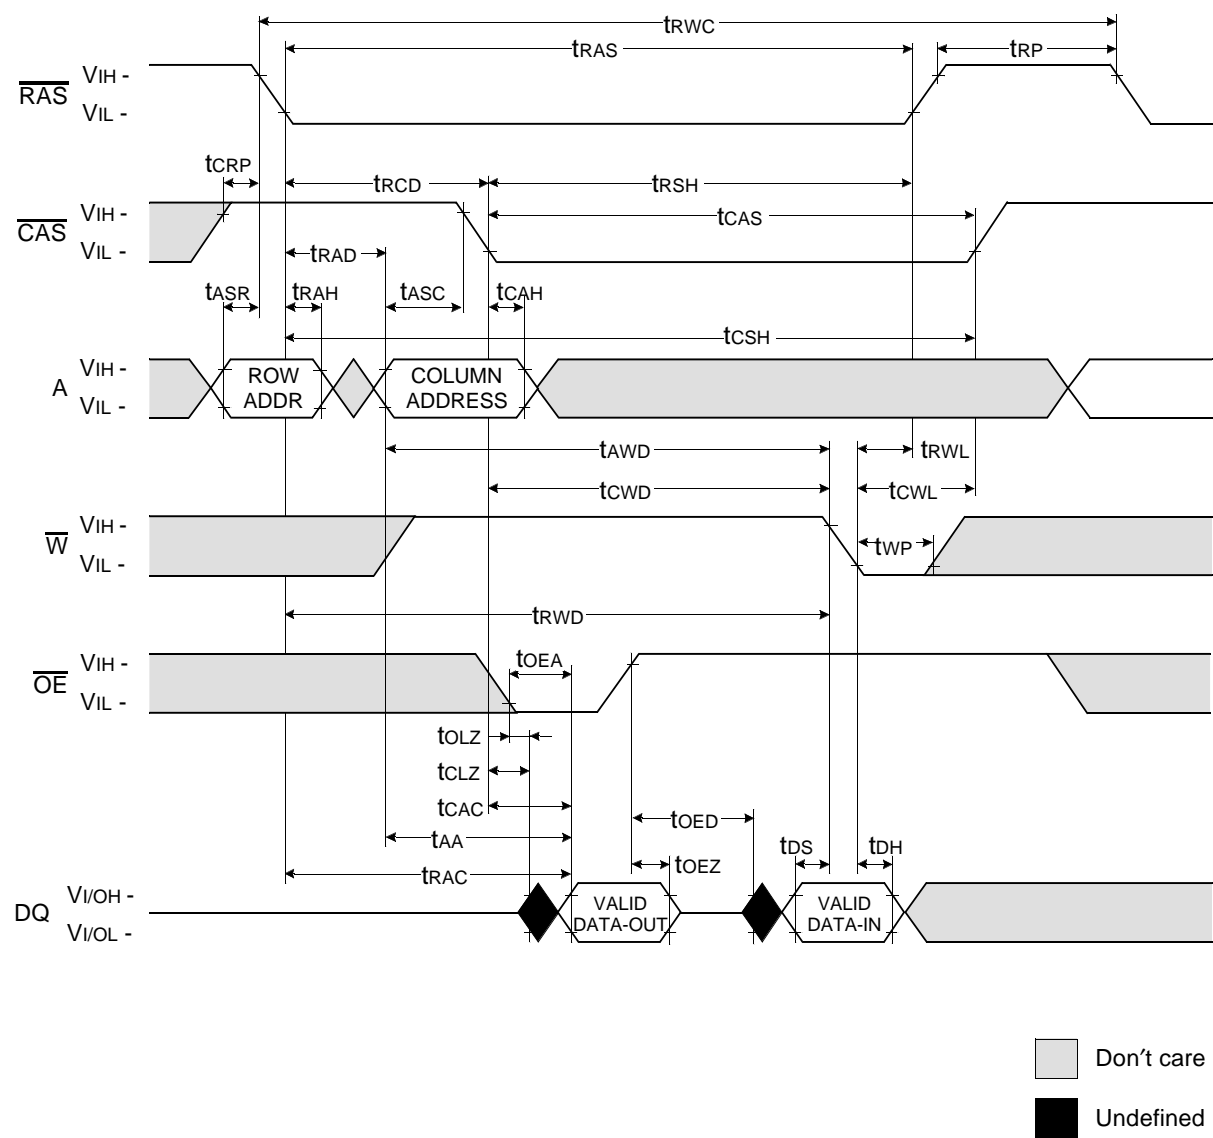 tRWC
tRAS tRP
RAS VIH -
VIL -
tCRP
tRCD tRSH
CAS VIH -
tCAS
VIL -
tRAD
tASR tRAH tASC tCAH
tCSH
A VIH -
VIL -
ROW
ADDR
COLUMN
ADDRESS
tAWD tRWL
tCWD tCWL
W VIH -
VIL -
tWP
tRWD
OE VIH -
VIL -
tOEA
tOLZ
tCLZ
tCAC
tOED
tAA
tDS tDH
tOEZ
tRAC
DQ VI/OH -
VI/OL -
VALID
DATA-OUT
VALID
DATA-IN
Don′t care
Undefined